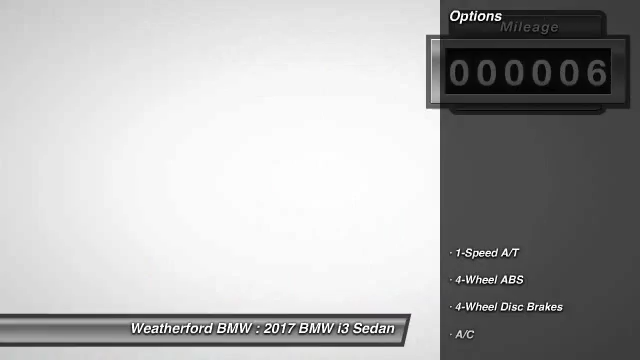 Options
Mileage
000006
· 1-Speed A/T
· 4-Wheel ABS
· 4-Wheel Disc Brakes
· A/C
Weatherford BMW : 2017 BMW i3 Sedan